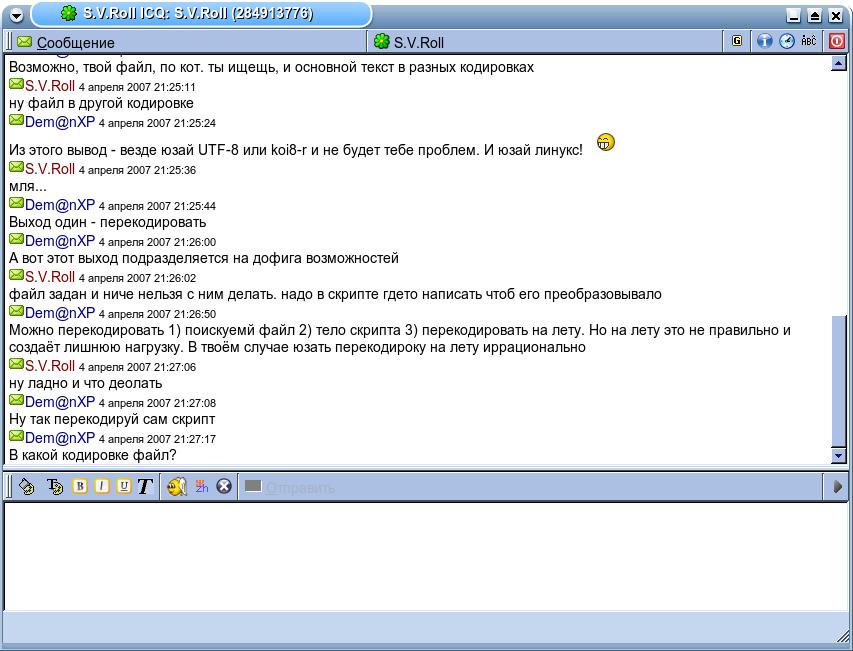 S.V.Roll ICQ: S.V.Roll (284913776)
Сообщение
S.V.Roll
G
ABC
Возможно, твой файл, по кот. ты ищещь, и основной текст в разных кодировках
S.V.Roll 4 апреля 2007 21:25:11
ну файл в другой кодировке
Dem@nXP 4 апреля 2007 21:25:24
Из этого вывод - везде юзай UTF-8 или koi8-r и не будет тебе проблем. И юзай линукс!
S.V.Roll 4 апреля 2007 21:25:36
мля...
Dem@nXP 4 апреля 2007 21:25:44
Выход один - перекодировать
Dem@nXP 4 апреля 2007 21:26:00
А вот этот выход подразделяется на дофига возможностей
S.V.Roll 4 апреля 2007 21:26:02
файл задан и ниче нельзя с ним делать. надо в скрипте гдето написать чтоб его преобразовывало
Dem@nXP 4 апреля 2007 21:26:50
Можно перекодировать 1) поискуемй файл 2) тело скрипта 3) перекодировать на лету. Но на лету это не правильно и
создаёт лишнюю нагрузку. В твоём случае юзать перекодироку на лету иррационально
S.V.Roll 4 апреля 2007 21:27:06
ну ладно и что деолать
Dem@nXP 4 апреля 2007 21:27:08
Ну так перекодируй сам скрипт
Dem@nXP 4 апреля 2007 21:27:17
В какой кодировке файл?
B I U T
zh
Отправить